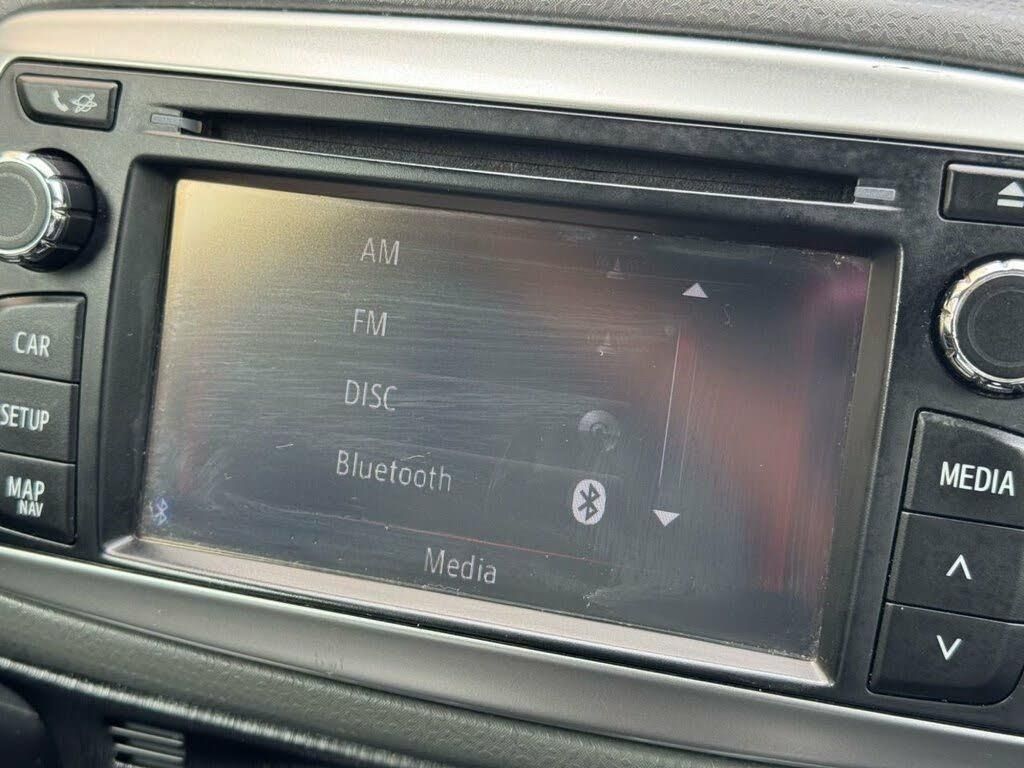 AM
FM
DISC
Bluetooth
Media
CAR
SETUP
MAP
NAV
MEDIA